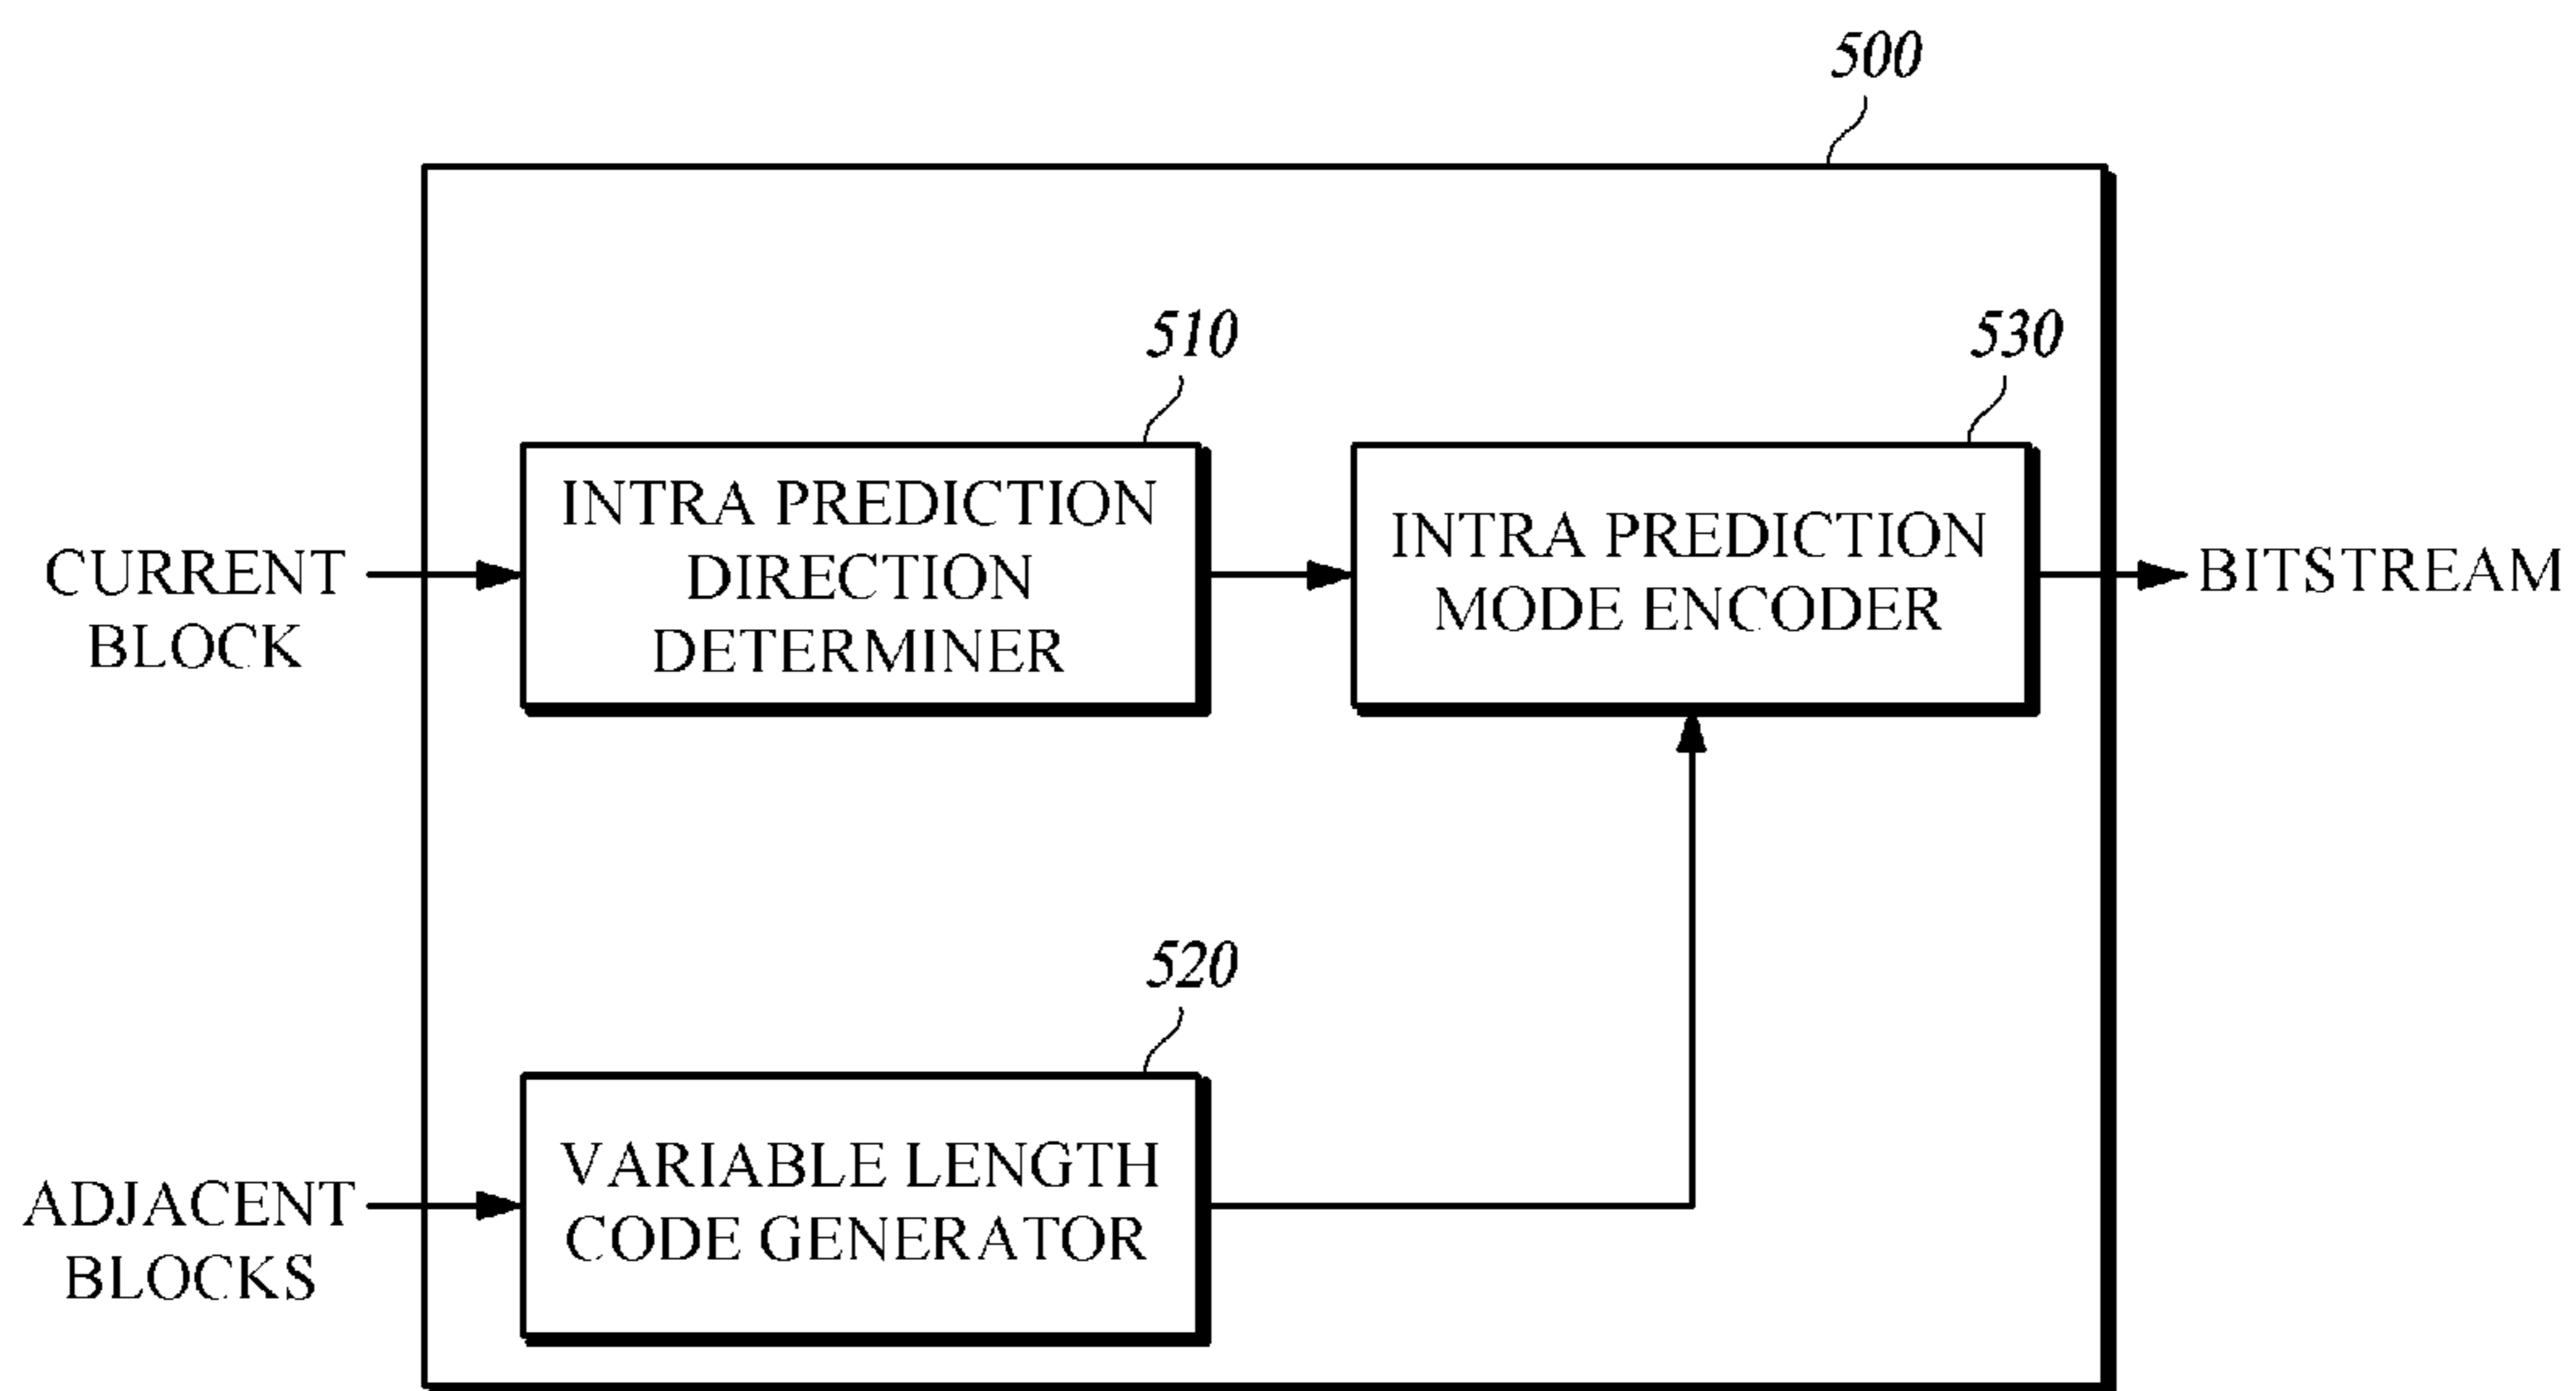 500
510
530
INTRA PREDICTION
DIRECTION
DETERMINER
INTRA PREDICTION
MODE ENCODER
CURRENT
BLOCK
BITSTREAM
520
VARIABLE LENGTH
CODE GENERATOR
ADJACENT
BLOCKS